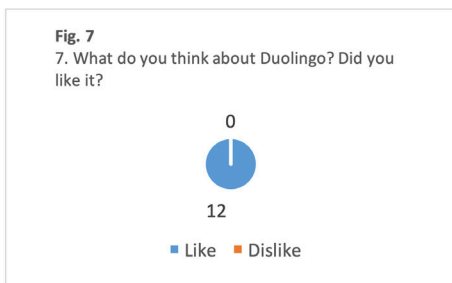 Fig. 7
7. What do you think about Duolingo? Did you
like it?
0
12
Like Dislike